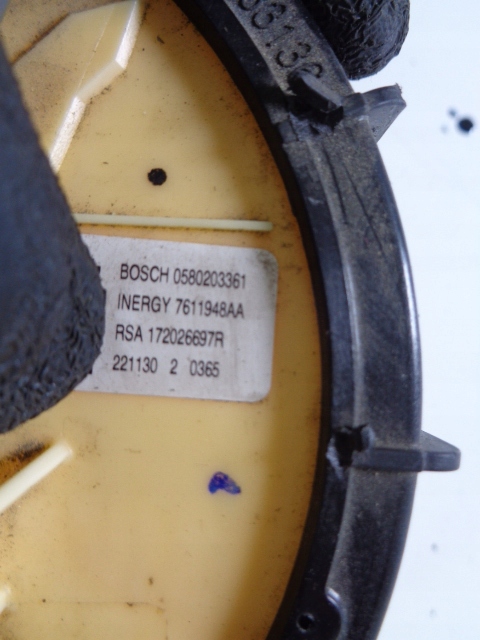 BOSCH 0580203361
INERGY 7611948AA
RSA 172026697R
221130 2 0365